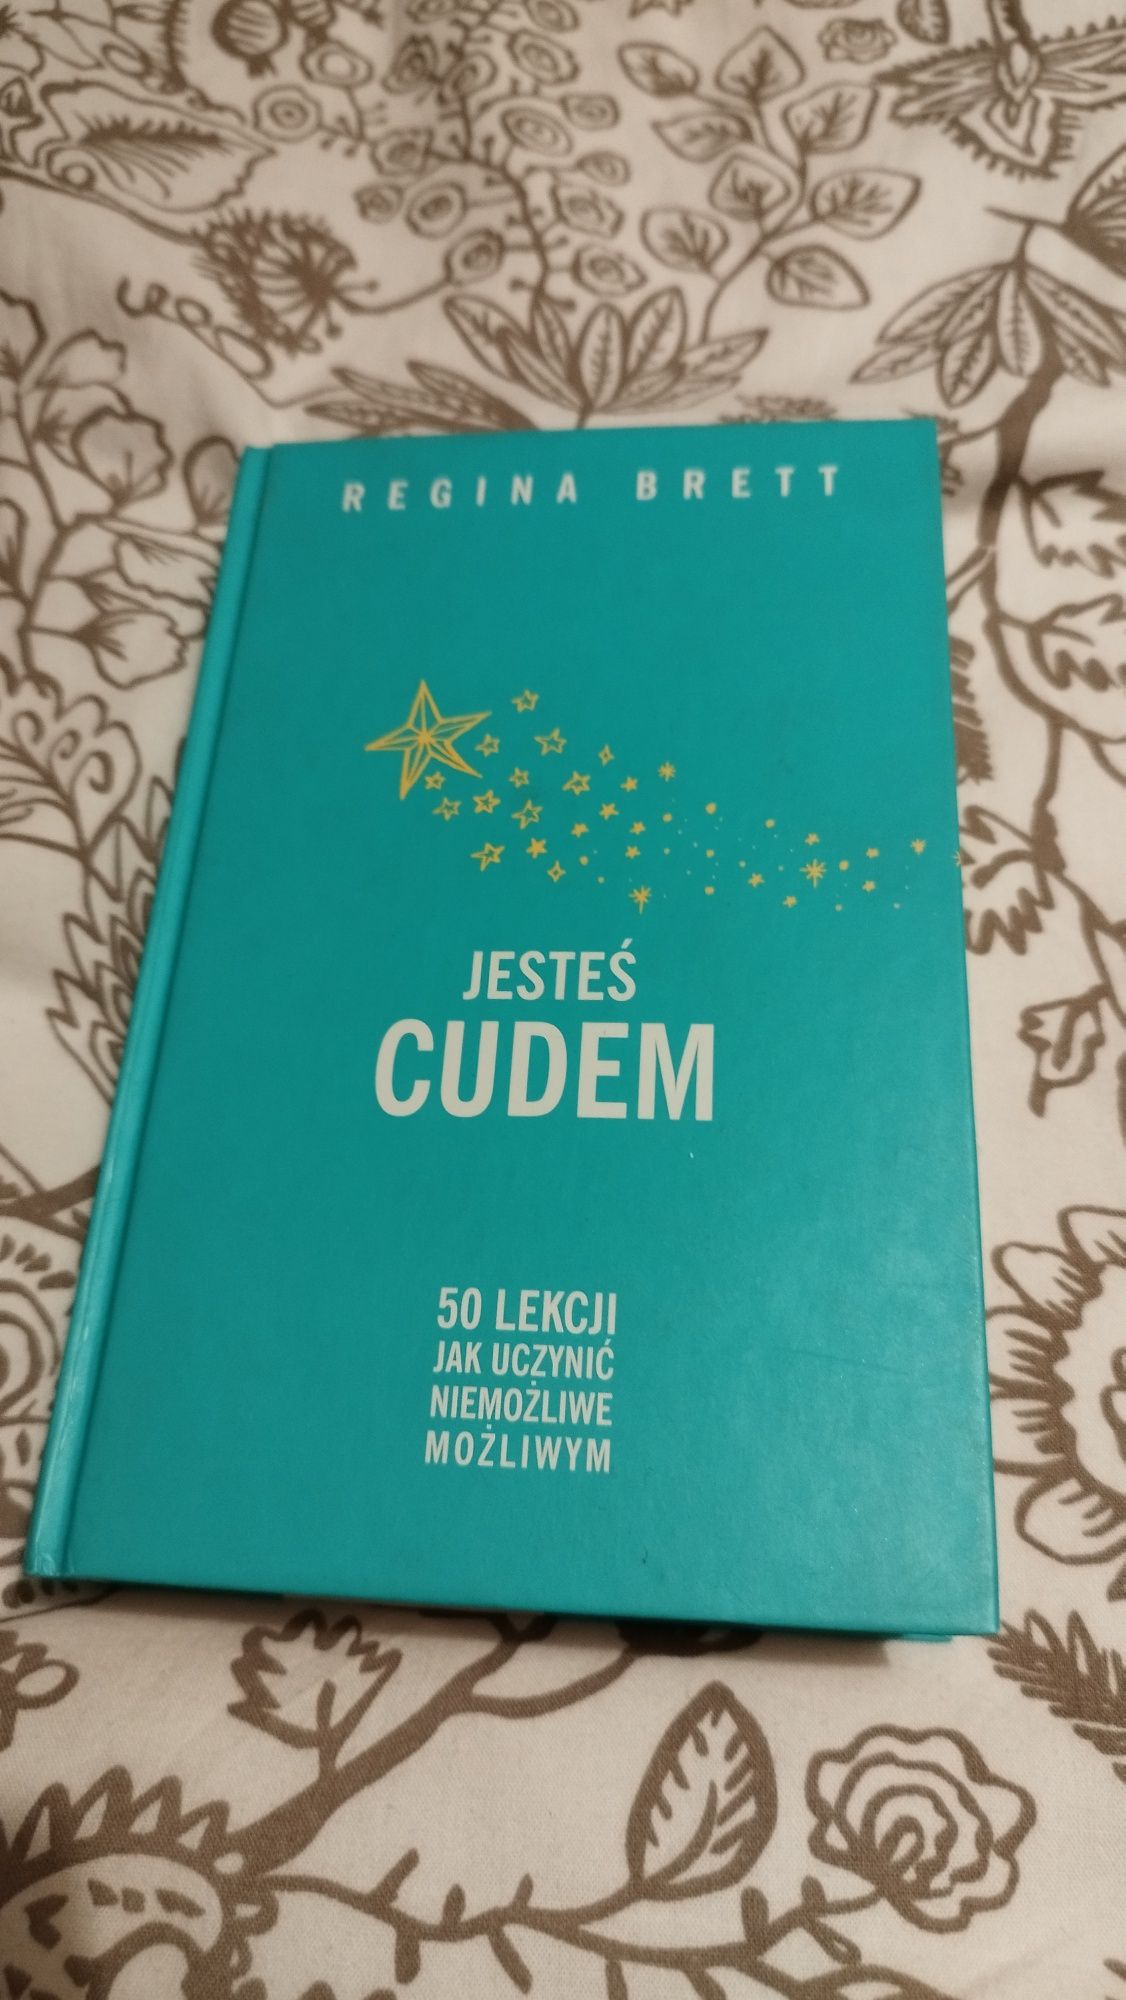 REGINA BRETT
JESTEŚ
CUDEM
50 LEKCJI
JAK UCZYNIĆ
NIEMOŻLIWE
MOŻLIWYM